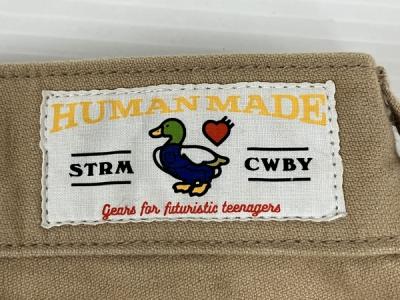 HUMAN MADE
STRM CWBY
Gears for futuristic teenagers